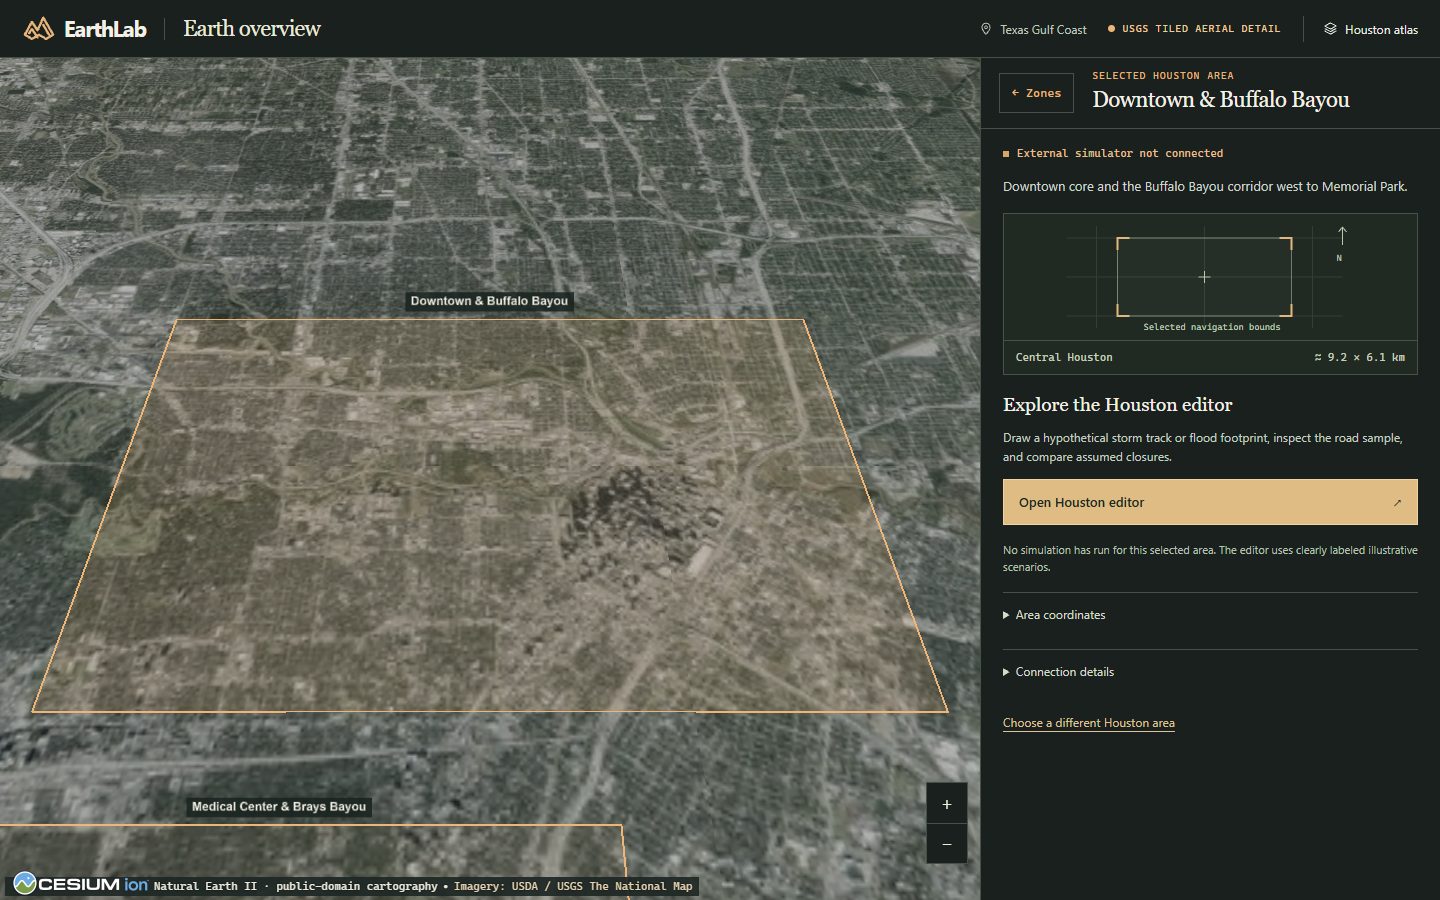 EarthLab
Earth overview
Texas Gulf Coast
USGS TILED AERIAL DETAIL
Houston atlas
Downtown & Buffalo Bayou
Medical Center & Brays Bayou
+
−
CESIUM ion Natural Earth II · public-domain cartography • Imagery: USDA / USGS The National Map
← Zones
SELECTED HOUSTON AREA
Downtown & Buffalo Bayou
External simulator not connected
Downtown core and the Buffalo Bayou corridor west to Memorial Park.
N
Selected navigation bounds
Central Houston
≈ 9.2 × 6.1 km
Explore the Houston editor
Draw a hypothetical storm track or flood footprint, inspect the road sample,
and compare assumed closures.
Open Houston editor ↗
No simulation has run for this selected area. The editor uses clearly labeled illustrative
scenarios.
Area coordinates
Connection details
Choose a different Houston area